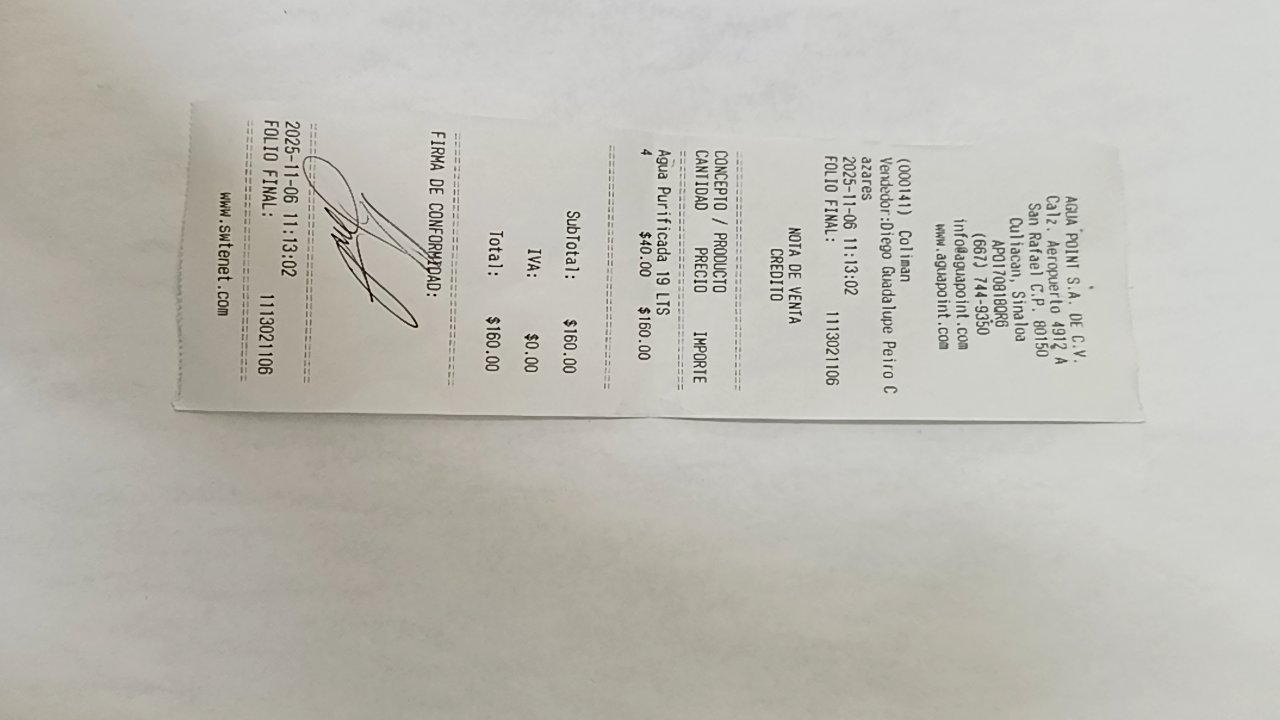 AGUA POINT S.A. DE C.V.
Calz. Aeropuerto 4912 A
San Rafael C.P. 80150
Culiacan, Sinaloa
APO170818QR6
(667) 744-9350
info@aguapoint.com
www.aguapoint.com
(000141) Coliman
Vendedor:Diego Guadalupe Peiro C
azares
2025-11-06 11:13:02
FOLIO FINAL: 1113021106
NOTA DE VENTA
CREDITO
CONCEPTO / PRODUCTO
CANTIDAD PRECIO IMPORTE
Agua Purificada 19 LTS
4 $40.00 $160.00
SubTotal: $160.00
IVA: $0.00
Total: $160.00
FIRMA DE CONFORMIDAD:
2025-11-06 11:13:02
FOLIO FINAL: 1113021106
www.swtenet.com